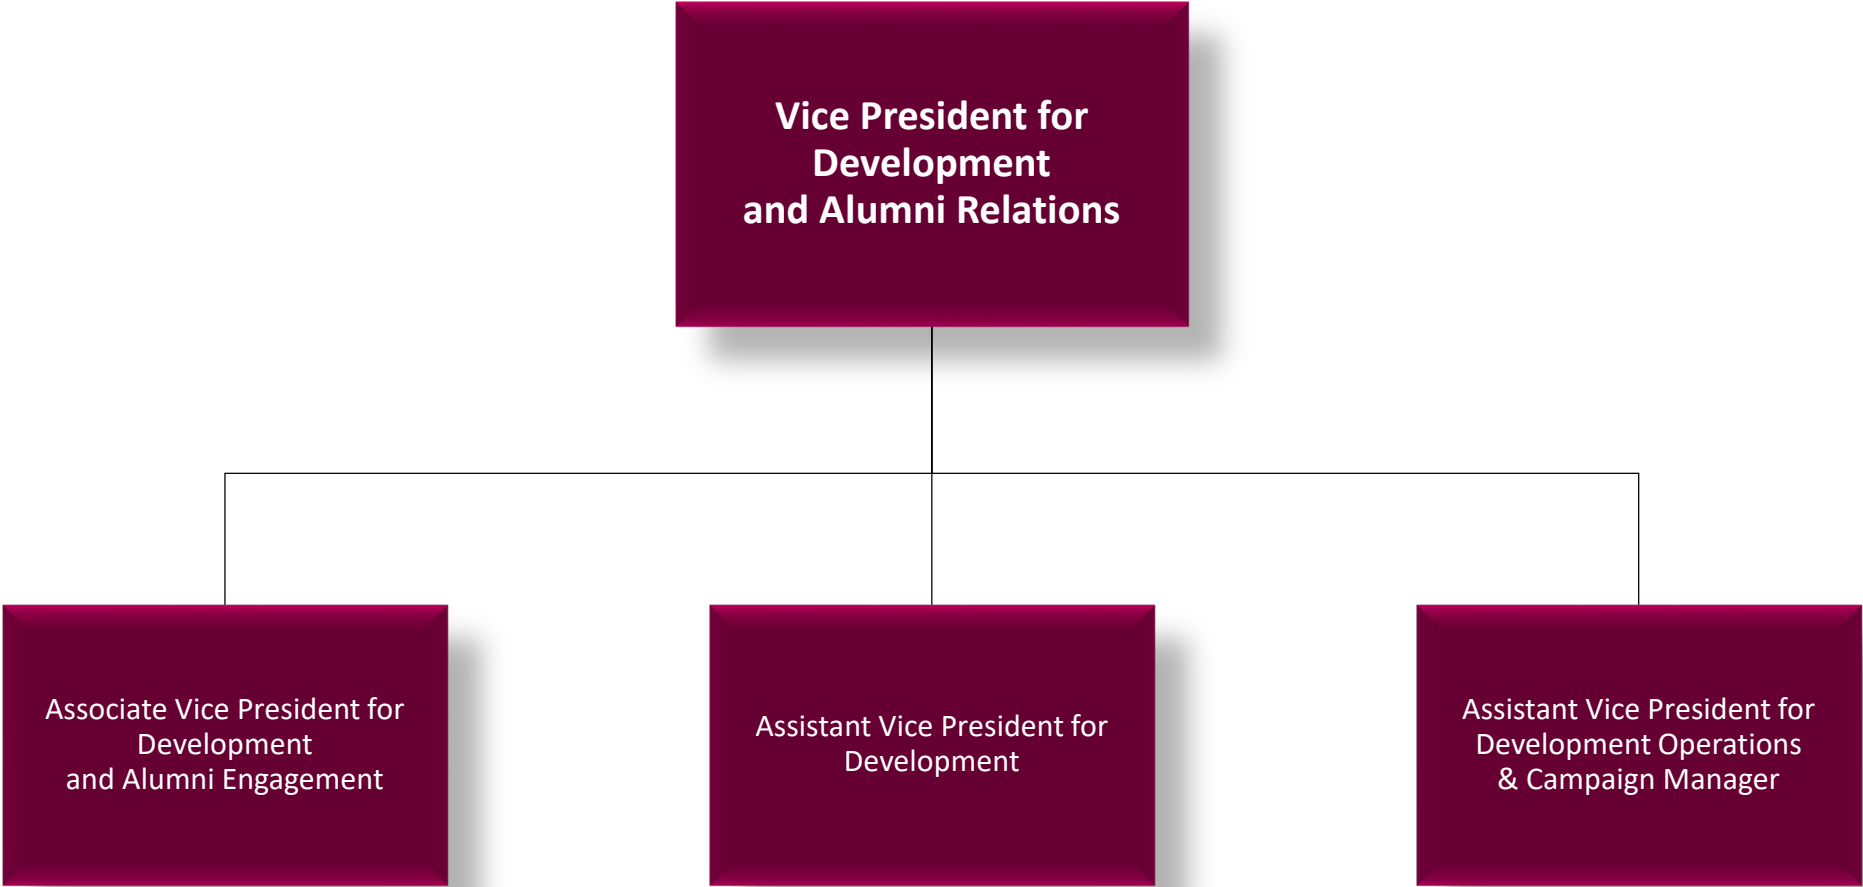 Vice President for
Development
and Alumni Relations
Associate Vice President for
Development
and Alumni Engagement
Assistant Vice President for
Development
Assistant Vice President for
Development Operations
& Campaign Manager